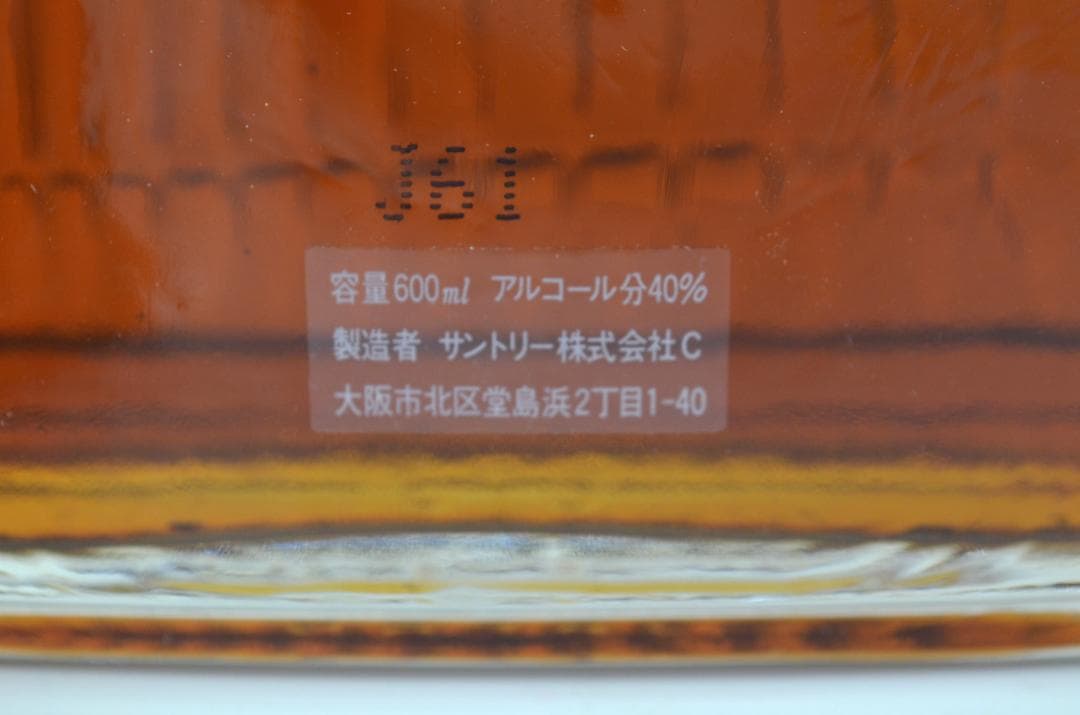 J61
容量600ml アルコール分40%
製造者 サントリー株式会社C
大阪市北区堂島浜2丁目1-40